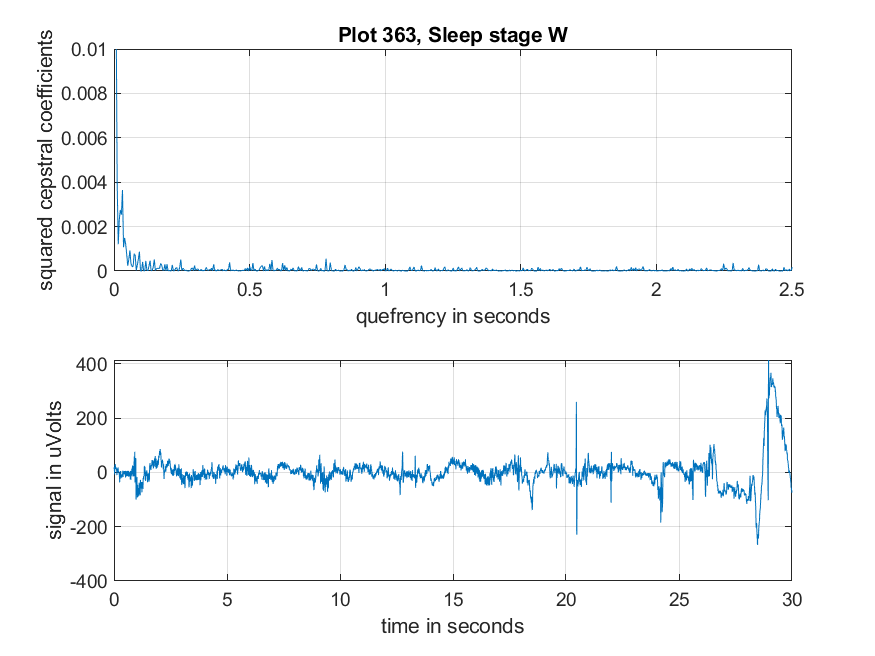 Plot 363, Sleep stage W
squared cepstral coefficients
0.01
0.008
0.006
0.004
0.002
0
0 0.5 1 1.5 2 2.5
quefrency in seconds
signal in uVolts
400
200
0
-200
-400
0 5 10 15 20 25 30
time in seconds